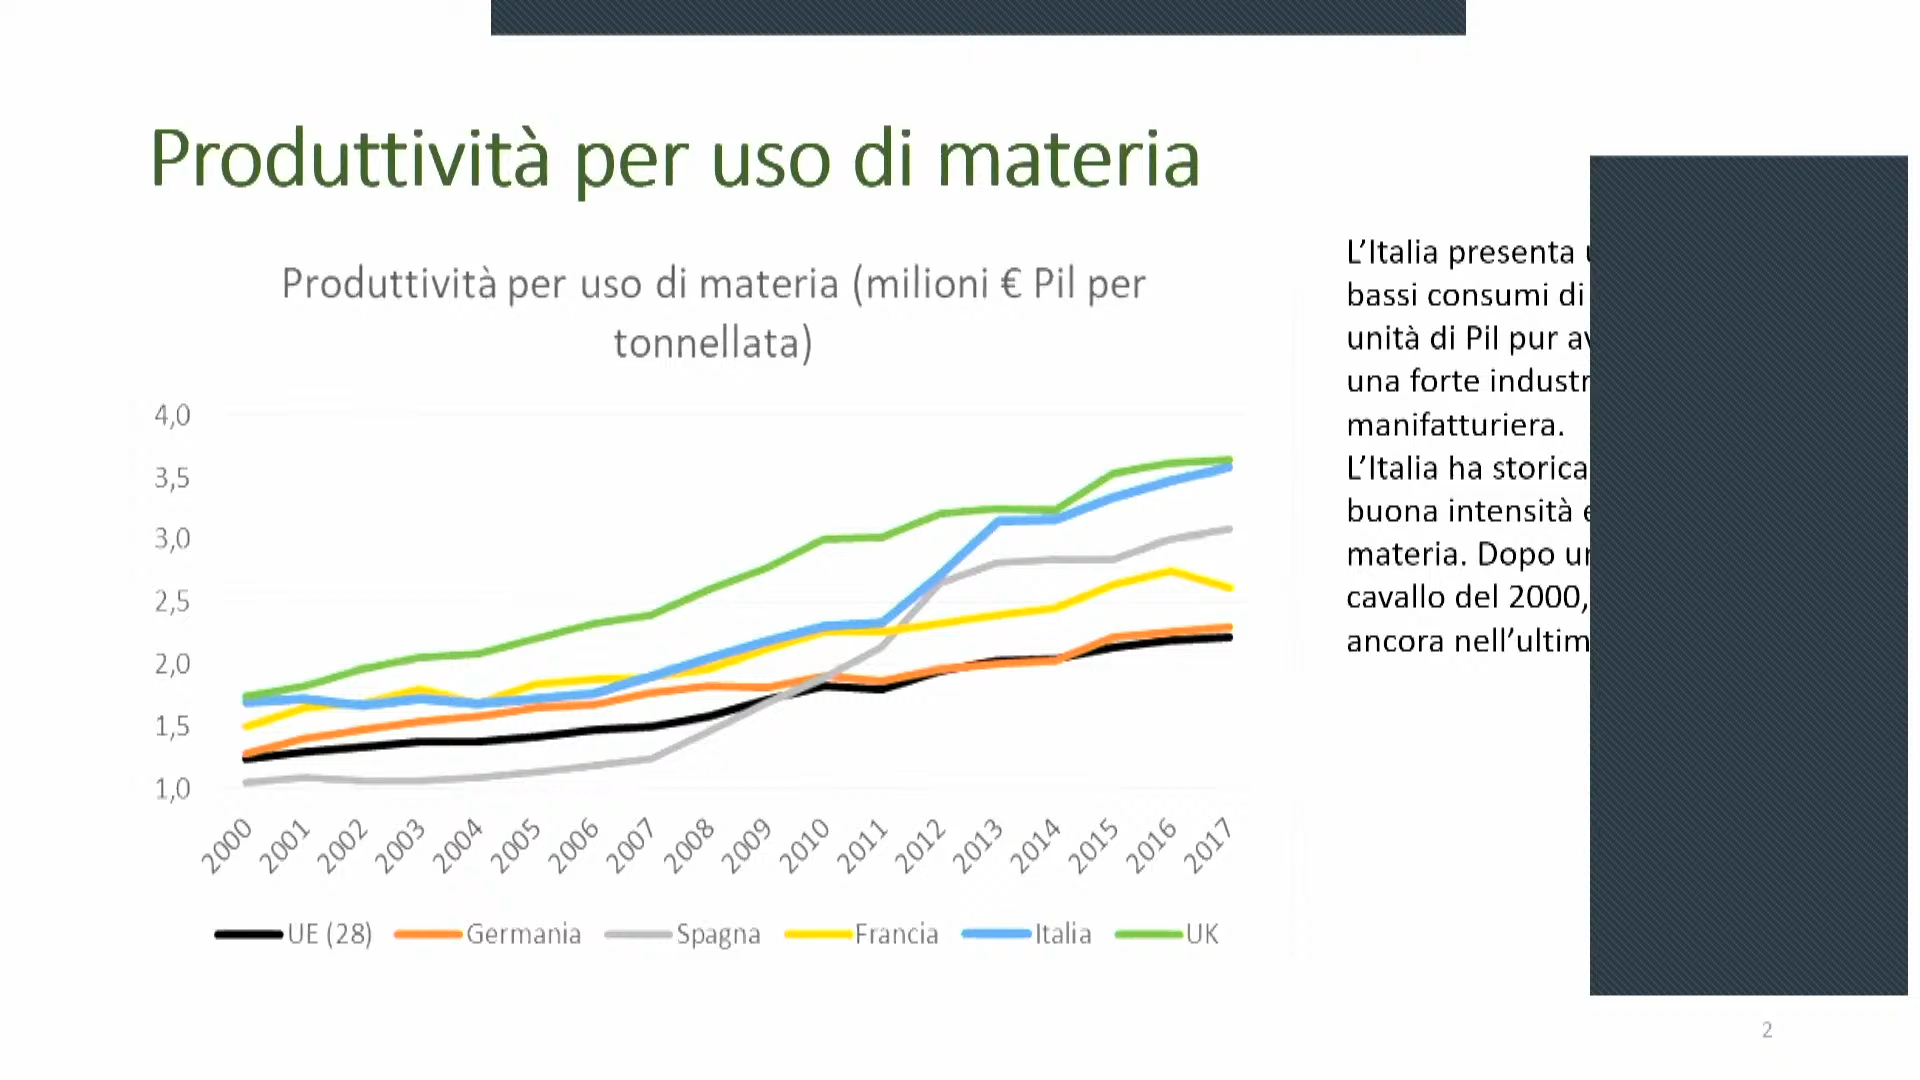 Produttività per uso di materia
Produttività per uso di materia (milioni € Pil per
tonnellata)
4,0
3,5
3,0
2,5
2,0
1,5
1,0
2000 2001 2002 2003 2004 2005 2006 2007 2008 2009 2010 2011 2012 2013 2014 2015 2016 2017
UE (28) Germania Spagna Francia Italia UK
L’Italia presenta
bassi consumi di
unità di Pil pur
una forte
manifatturiera.
L’Italia ha
buona intensità
materia. Dopo
cavallo del 2000,
ancora
2